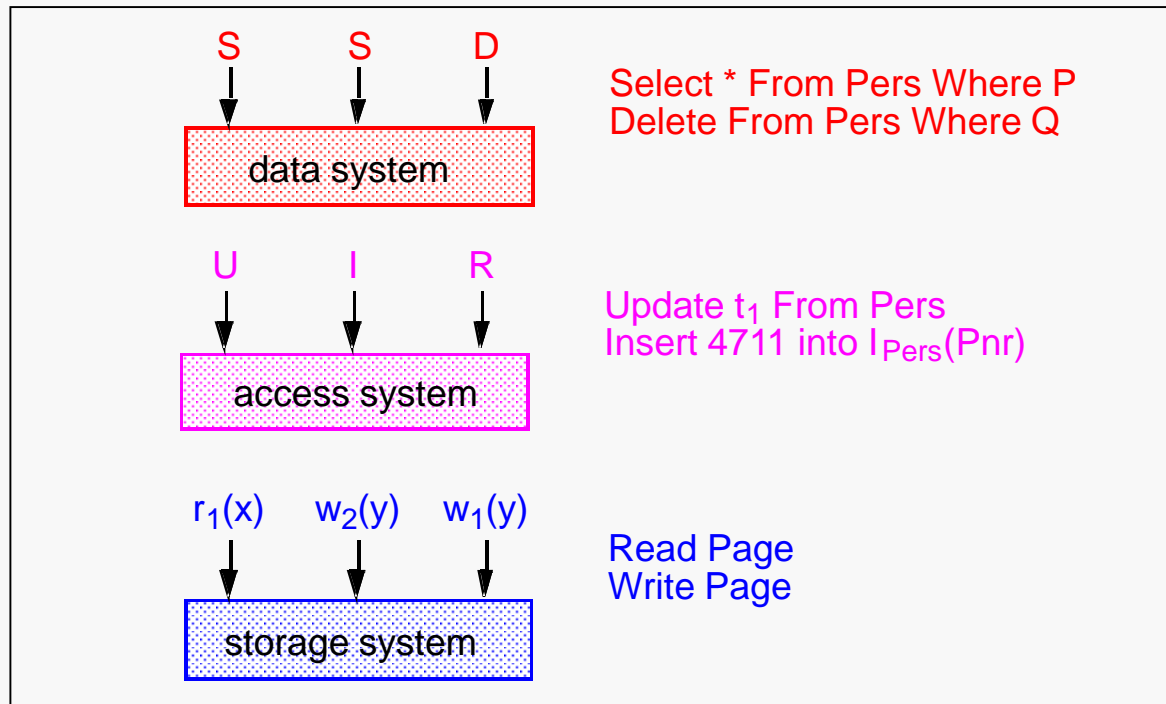 S S D
Select * From Pers Where P
Delete From Pers Where Q
data system
U I R
Update t₁ From Pers
Insert 4711 into I_Pers(Pnr)
access system
r₁(x) w₂(y) w₁(y)
Read Page
Write Page
storage system